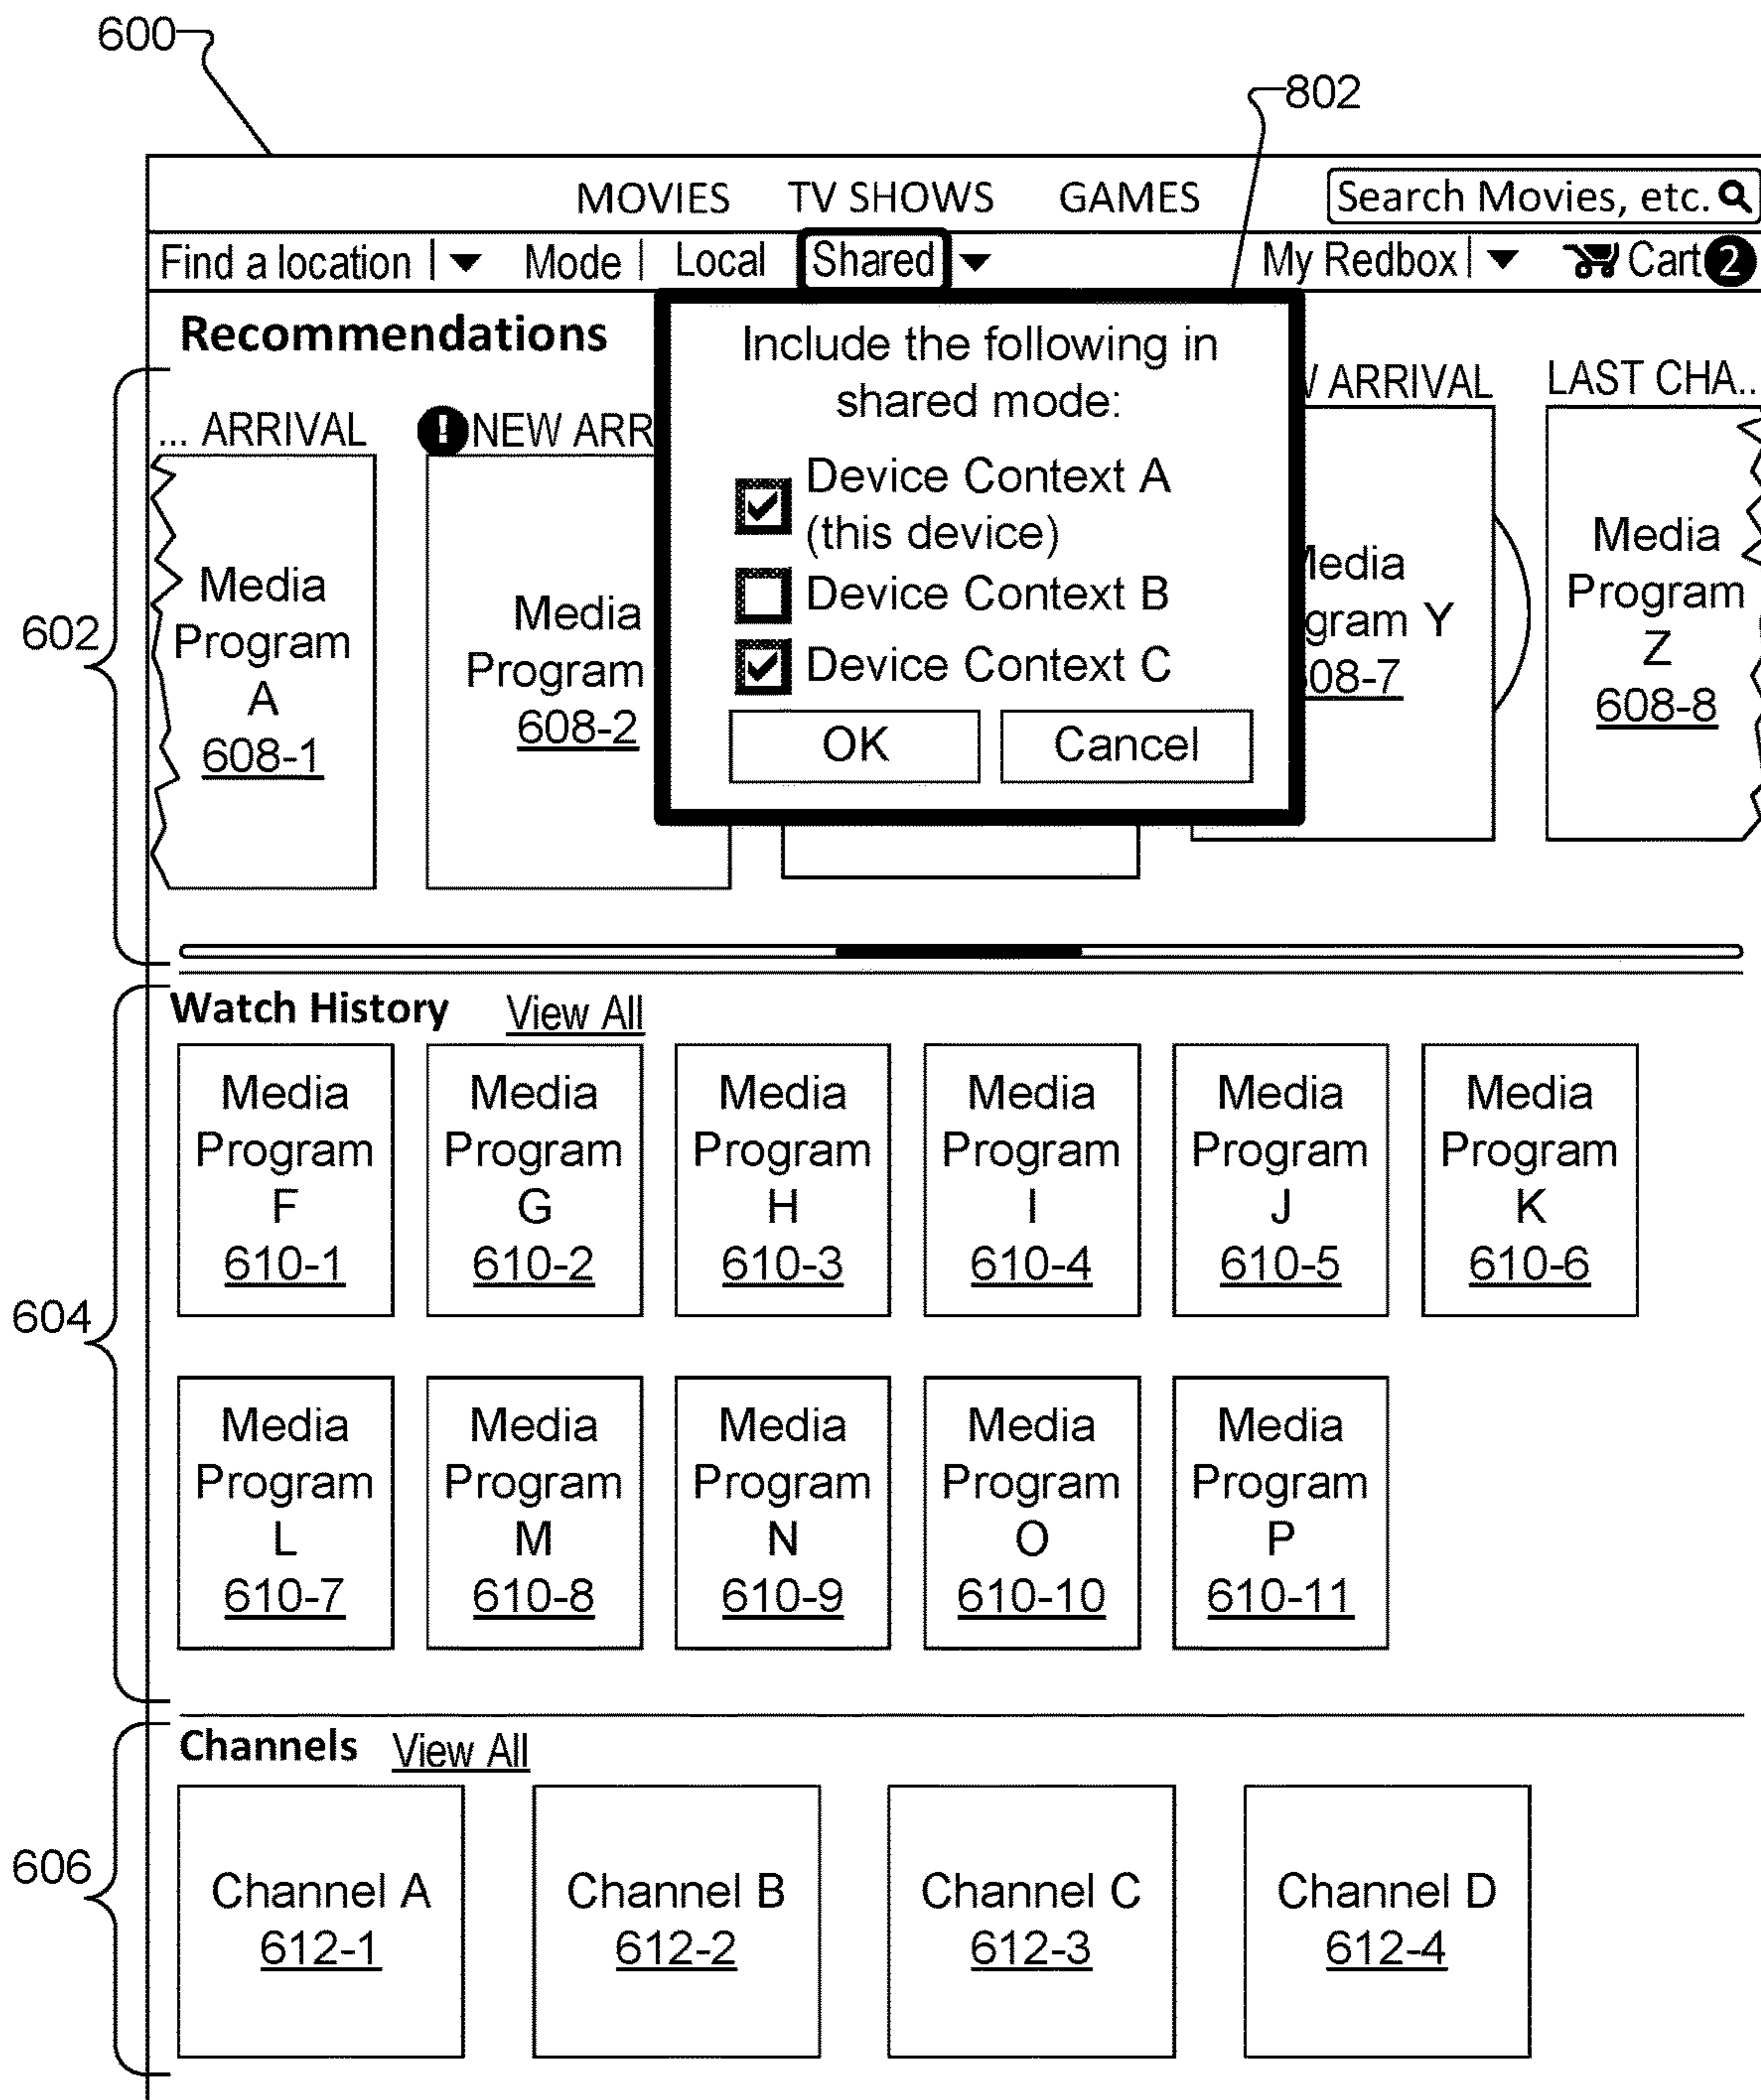 600
802
MOVIES TV SHOWS GAMES Search Movies, etc.
Find a location | Mode | Local Shared My Redbox | Cart 2
Recommendations
Include the following in
shared mode:
Device Context A
(this device)
Device Context B
Device Context C
OK Cancel
602
... ARRIVAL
Media
Program
A
608-1
! NEW ARR
Media
Program
608-2
ARRIVAL
edia
gram Y
08-7
LAST CHA..
Media
Program
Z
608-8
604
Watch History View All
Media
Program
F
610-1
Media
Program
G
610-2
Media
Program
H
610-3
Media
Program
I
610-4
Media
Program
J
610-5
Media
Program
K
610-6
Media
Program
L
610-7
Media
Program
M
610-8
Media
Program
N
610-9
Media
Program
O
610-10
Media
Program
P
610-11
606
Channels View All
Channel A
612-1
Channel B
612-2
Channel C
612-3
Channel D
612-4